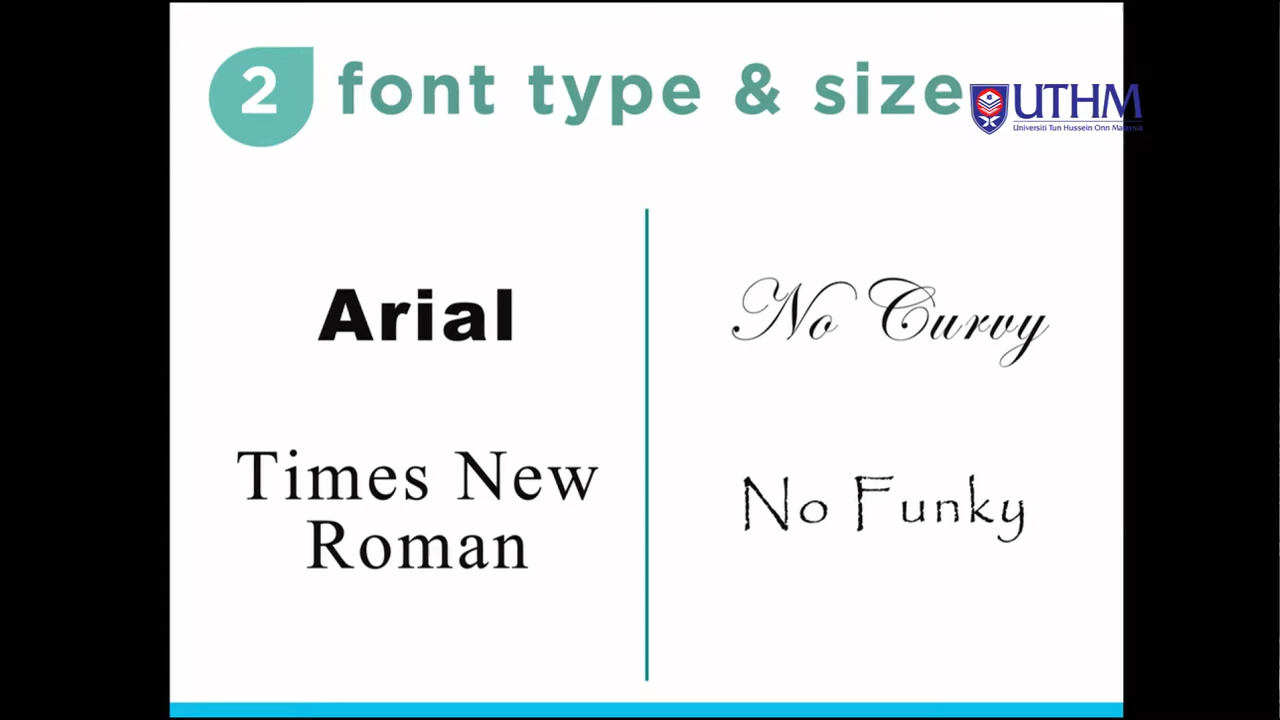 2 font type & size
UTHM
Universiti Tun Hussein Onn Malaysia
Arial
Times New
Roman
No Curvy
No Funky